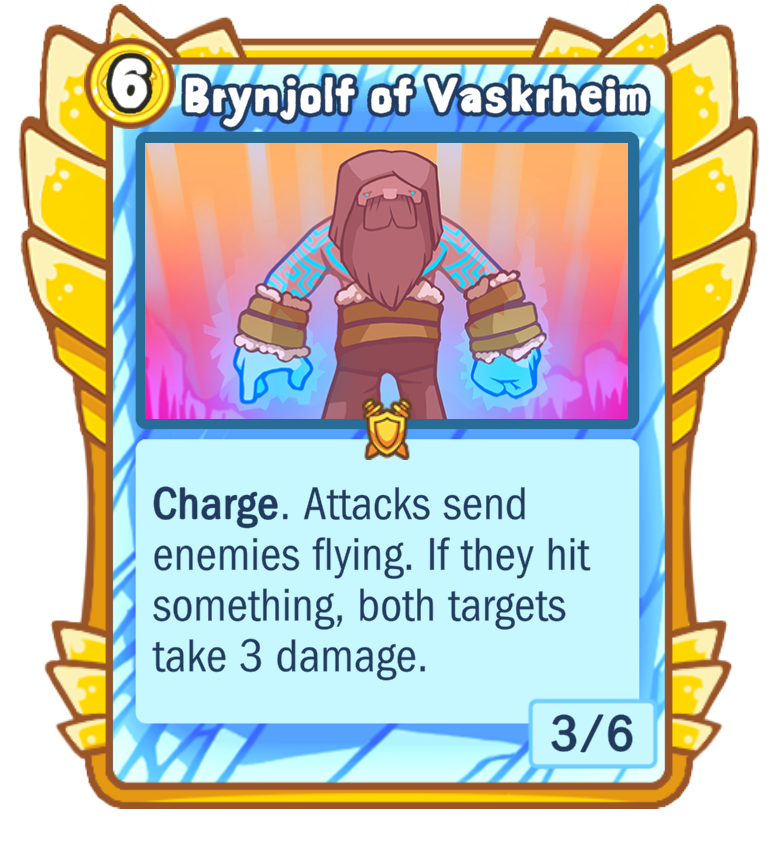 6
Brynjolf of Vaskrheim
Charge. Attacks send
enemies flying. If they hit
something, both targets
take 3 damage.
3/6